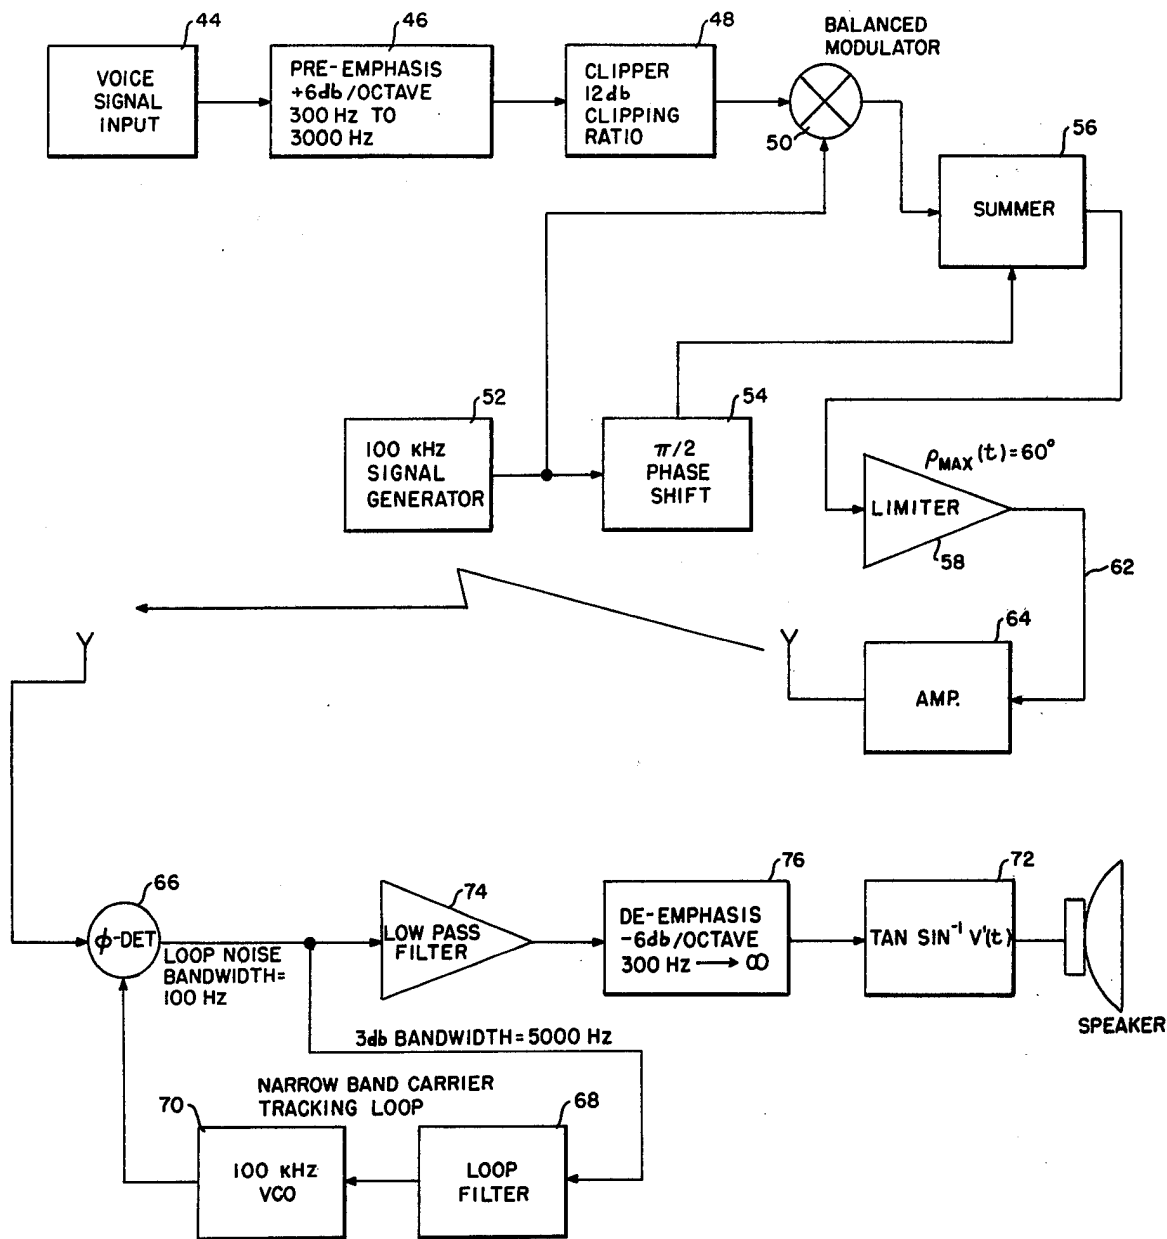 44
VOICE
SIGNAL
INPUT
46
PRE-EMPHASIS
+6db/OCTAVE
300 Hz TO
3000 Hz
48
CLIPPER
12db
CLIPPING
RATIO
BALANCED
MODULATOR
50
56
SUMMER
52
100 KHz
SIGNAL
GENERATOR
54
π/2
PHASE
SHIFT
ρMAX(t)=60°
LIMITER
58
62
64
AMP.
66
ϕ-DET
LOOP NOISE
BANDWIDTH=
100 Hz
74
LOW PASS
FILTER
76
DE-EMPHASIS
-6db/OCTAVE
300 Hz → ∞
72
TAN SIN⁻¹ V'(t)
SPEAKER
3db BANDWIDTH=5000 Hz
NARROW BAND CARRIER
TRACKING LOOP
70
100 KHz
VCO
68
LOOP
FILTER